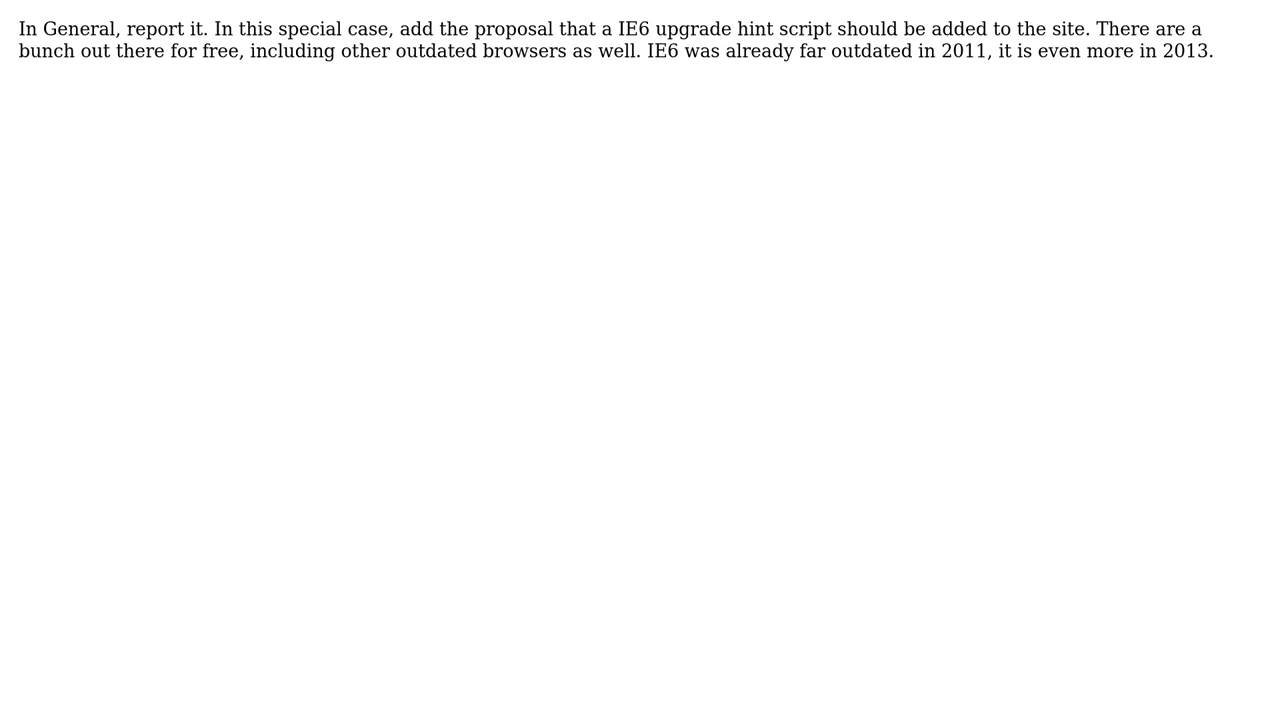 In General, report it. In this special case, add the proposal that a IE6 upgrade hint script should be added to the site. There are a
bunch out there for free, including other outdated browsers as well. IE6 was already far outdated in 2011, it is even more in 2013.